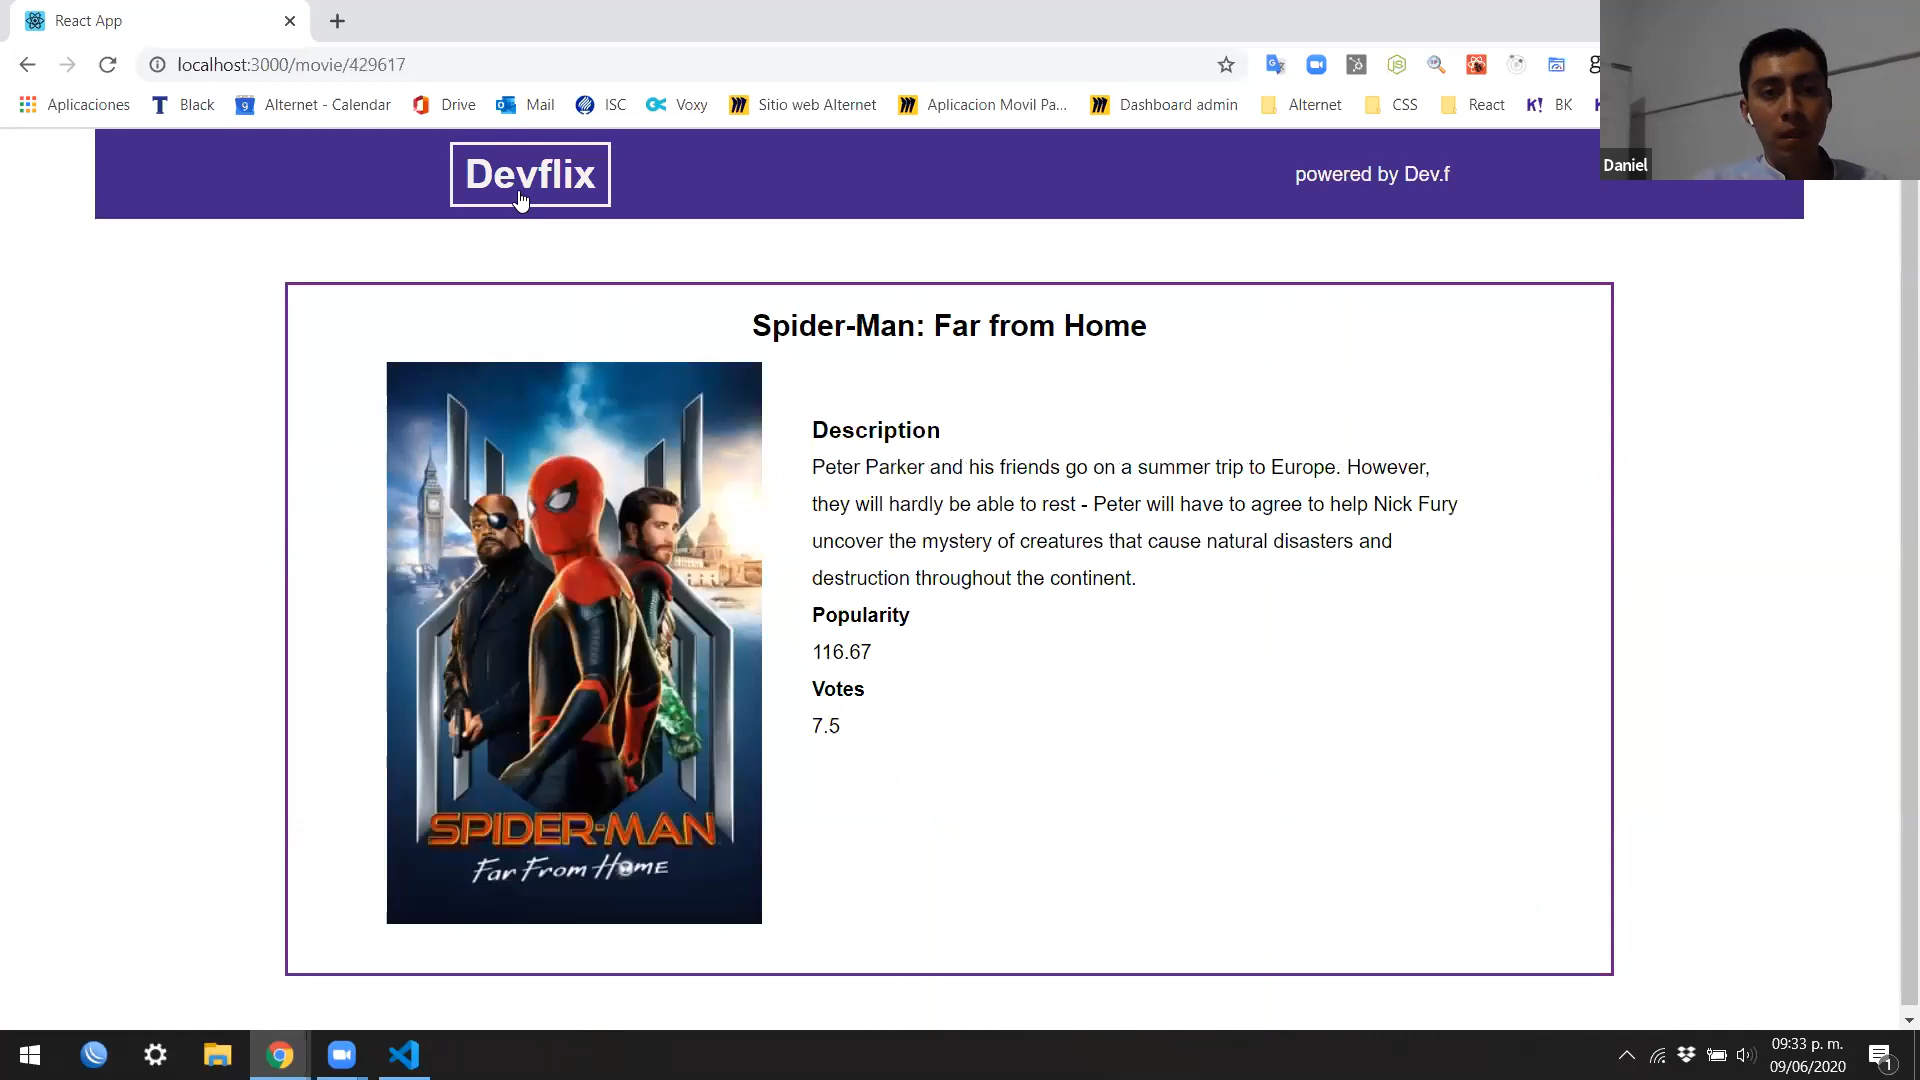 React App
localhost:3000/movie/429617
Aplicaciones
Black
9
Alternet - Calendar
Drive
Mail
ISC
Voxy
Sitio web Alternet
Aplicacion Movil Pa...
Dashboard admin
Alternet
CSS
React
K!
BK
Daniel
Devflix
powered by Dev.f
Spider-Man: Far from Home
Description
Peter Parker and his friends go on a summer trip to Europe. However,
they will hardly be able to rest - Peter will have to agree to help Nick Fury
uncover the mystery of creatures that cause natural disasters and
destruction throughout the continent.
Popularity
116.67
Votes
7.5
SPIDER-MAN
Far From Home
09:33 p. m.
09/06/2020
1